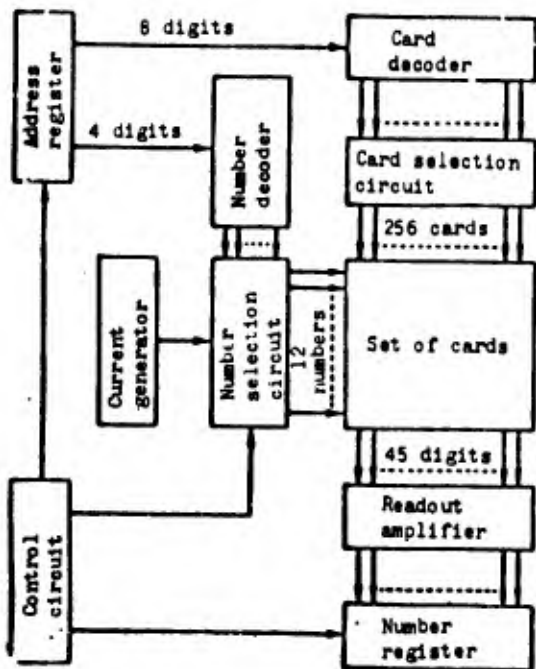 8 digits
Card
decoder
Address
register
4 digits
Number
decoder
Card selection
circuit
256 cards
Current
generator
Number
selection
circuit
12
numbers
Set of cards
45 digits
Readout
amplifier
Control
circuit
Number
register